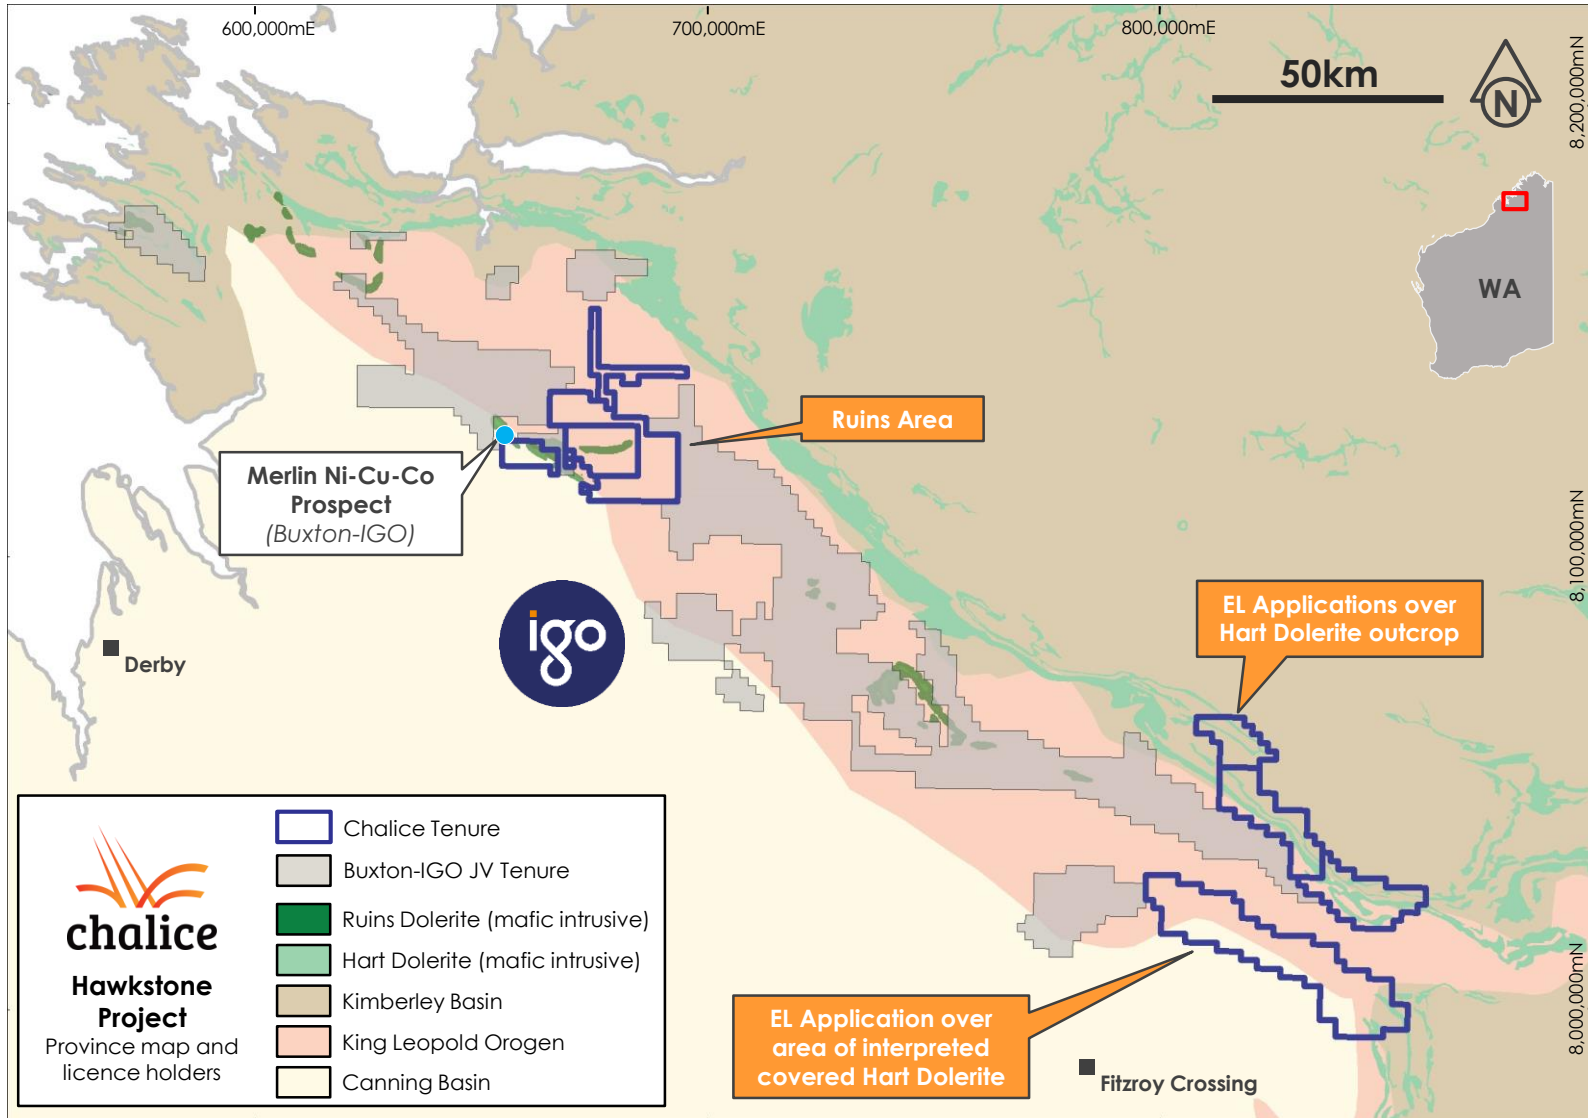 600,000mE
700,000mE
800,000mE
50km
N
8,200,000mN
WA
Ruins Area
Merlin Ni-Cu-Co
Prospect
(Buxton-IGO)
8,100,000mN
igo
EL Applications over
Hart Dolerite outcrop
Derby
Chalice Tenure
Buxton-IGO JV Tenure
Ruins Dolerite (mafic intrusive)
Hart Dolerite (mafic intrusive)
Kimberley Basin
King Leopold Orogen
Canning Basin
chalice
Hawkstone
Project
Province map and
licence holders
EL Application over
area of interpreted
covered Hart Dolerite
8,000,000mN
Fitzroy Crossing